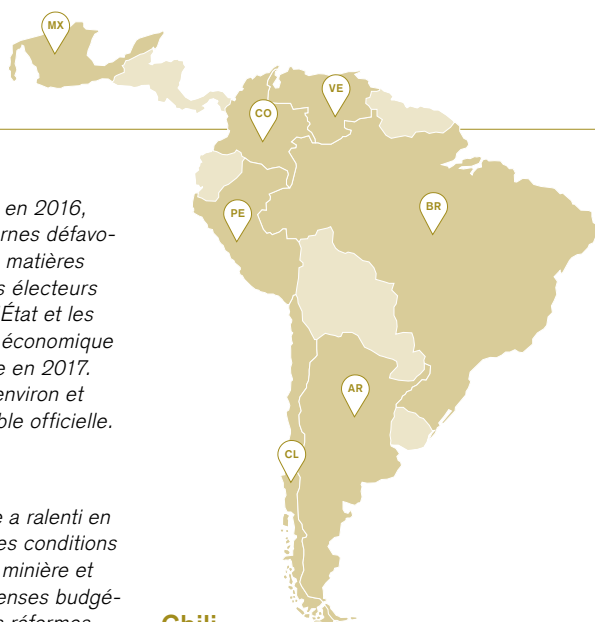 MX
VE
CO
PE
BR
AR
CL
en 2016,
rnes défavo-
matières
s électeurs
État et les
économique
e en 2017.
environ et
ble officielle.
e a ralenti en
es conditions
minière et
enses budgé-
réformes
Chili